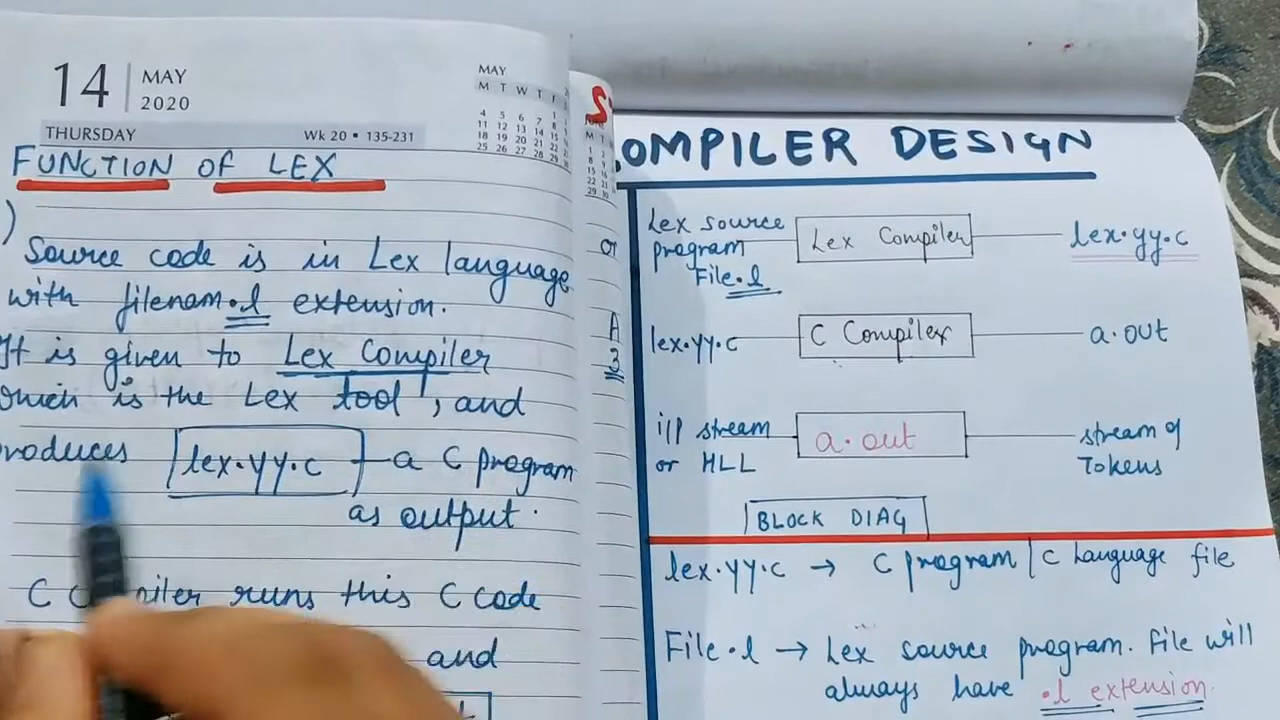 14 MAY
2020
THURSDAY Wk 20 • 135-231
MAY
M T W T F
4 5 6 7 8
11 12 13 14 15
18 19 20 21 22
25 26 27 28 29
FUNCTION OF LEX
Source code is in Lex language
with filenam.l extension.
It is given to Lex Compiler
which is the Lex tool, and
produces lex.yy.c a C program
as output.
C Compiler runs this C code
and
COMPILER DESIGN
Lex source
program
File.l
Lex Compiler
lex.yy.c
lex.yy.c
C Compiler
a.out
i/p stream
or HLL
a.out
stream of
Tokens
BLOCK DIAG
lex.yy.c → C program | C Language file
File.l → Lex source program. File will
always have .l extension.